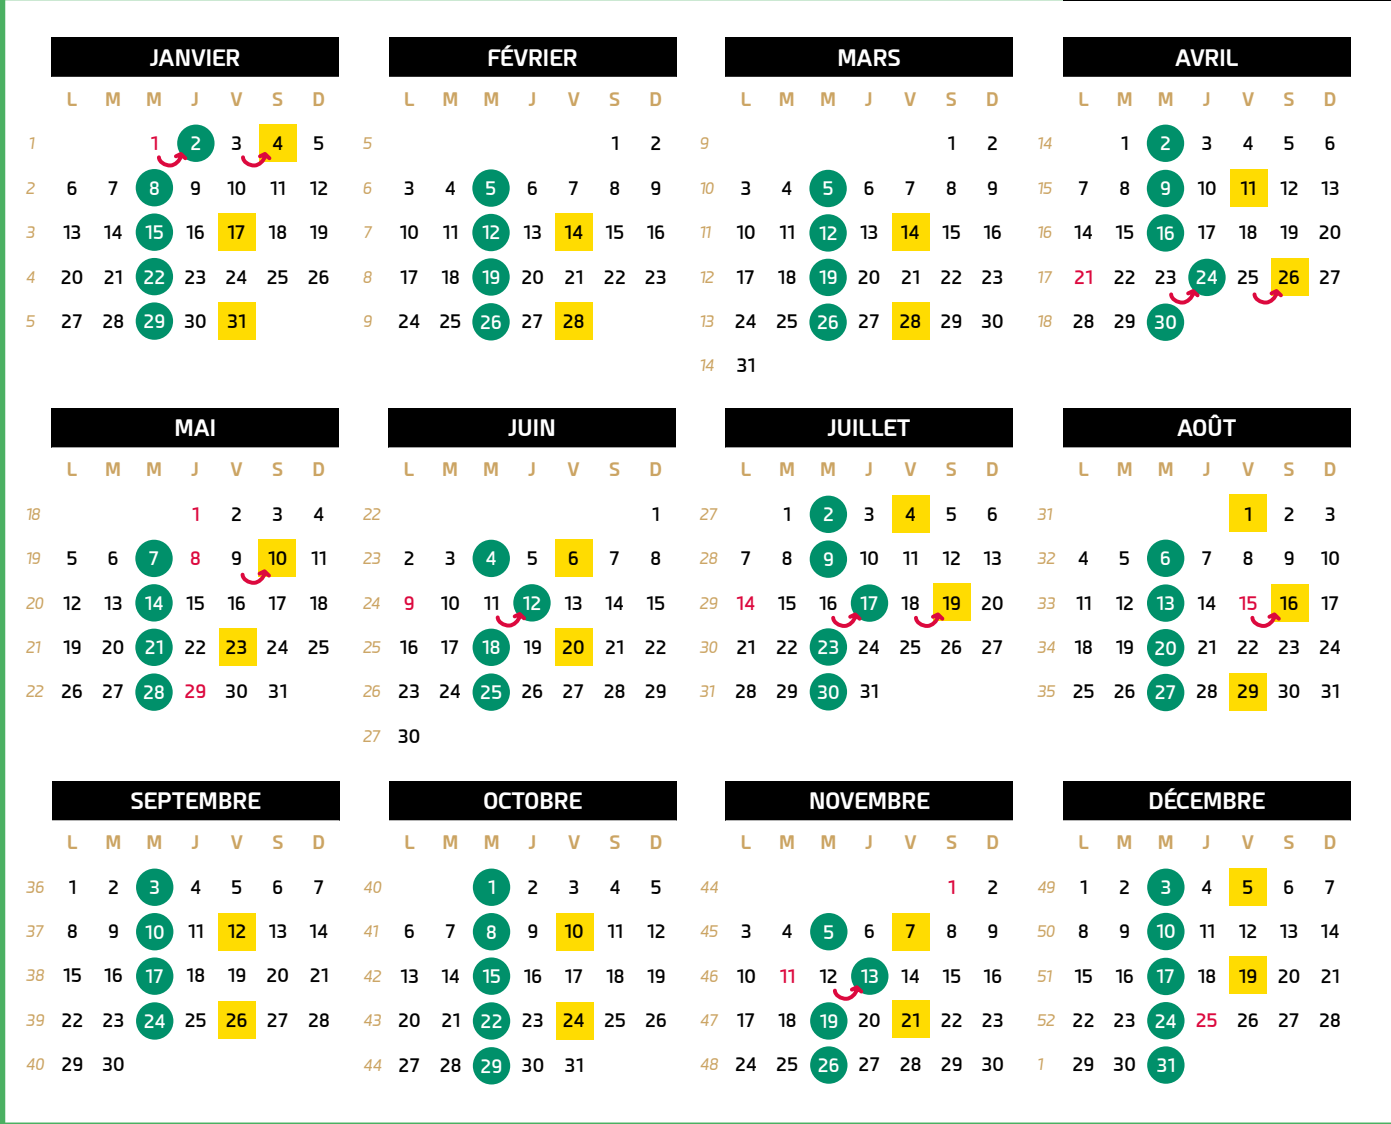 JANVIER FÉVRIER MARS AVRIL
L M M J V S D L M M J V S D L M M J V S D L M M J V S D
1 1 2 3 4 5 5 1 2 9 1 2 14 1 2 3 4 5 6
2 6 7 8 9 10 11 12 6 3 4 5 6 7 8 9 10 3 4 5 6 7 8 9 15 7 8 9 10 11 12 13
3 13 14 15 16 17 18 19 7 10 11 12 13 14 15 16 11 10 11 12 13 14 15 16 16 14 15 16 17 18 19 20
4 20 21 22 23 24 25 26 8 17 18 19 20 21 22 23 12 17 18 19 20 21 22 23 17 21 22 23 24 25 26 27
5 27 28 29 30 31 9 24 25 26 27 28 13 24 25 26 27 28 29 30 18 28 29 30
14 31
MAI JUIN JUILLET AOÛT
L M M J V S D L M M J V S D L M M J V S D L M M J V S D
18 1 2 3 4 22 1 27 1 2 3 4 5 6 31 1 2 3
19 5 6 7 8 9 10 11 23 2 3 4 5 6 7 8 28 7 8 9 10 11 12 13 32 4 5 6 7 8 9 10
20 12 13 14 15 16 17 18 24 9 10 11 12 13 14 15 29 14 15 16 17 18 19 20 33 11 12 13 14 15 16 17
21 19 20 21 22 23 24 25 25 16 17 18 19 20 21 22 30 21 22 23 24 25 26 27 34 18 19 20 21 22 23 24
22 26 27 28 29 30 31 26 23 24 25 26 27 28 29 31 28 29 30 31 35 25 26 27 28 29 30 31
27 30
SEPTEMBRE OCTOBRE NOVEMBRE DÉCEMBRE
L M M J V S D L M M J V S D L M M J V S D L M M J V S D
36 1 2 3 4 5 6 7 40 1 2 3 4 5 44 1 2 49 1 2 3 4 5 6 7
37 8 9 10 11 12 13 14 41 6 7 8 9 10 11 12 45 3 4 5 6 7 8 9 50 8 9 10 11 12 13 14
38 15 16 17 18 19 20 21 42 13 14 15 16 17 18 19 46 10 11 12 13 14 15 16 51 15 16 17 18 19 20 21
39 22 23 24 25 26 27 28 43 20 21 22 23 24 25 26 47 17 18 19 20 21 22 23 52 22 23 24 25 26 27 28
40 29 30 44 27 28 29 30 31 48 24 25 26 27 28 29 30 1 29 30 31